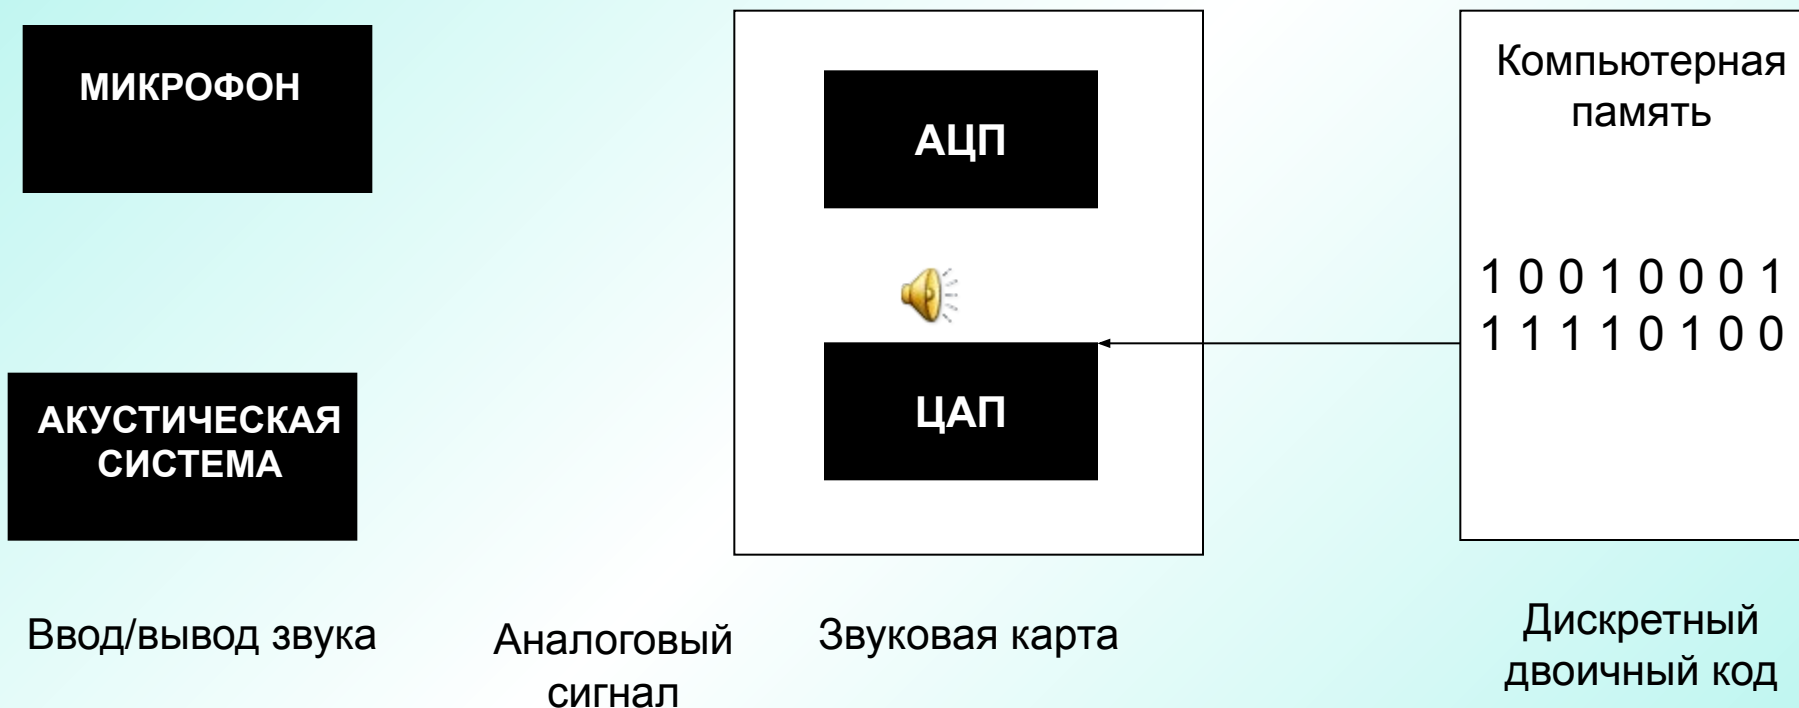 МИКРОФОН
АЦП
Компьютерная
память
1 0 0 1 0 0 0 1
1 1 1 1 0 1 0 0
АКУСТИЧЕСКАЯ
СИСТЕМА
ЦАП
Ввод/вывод звука
Аналоговый
сигнал
Звуковая карта
Дискретный
двоичный код